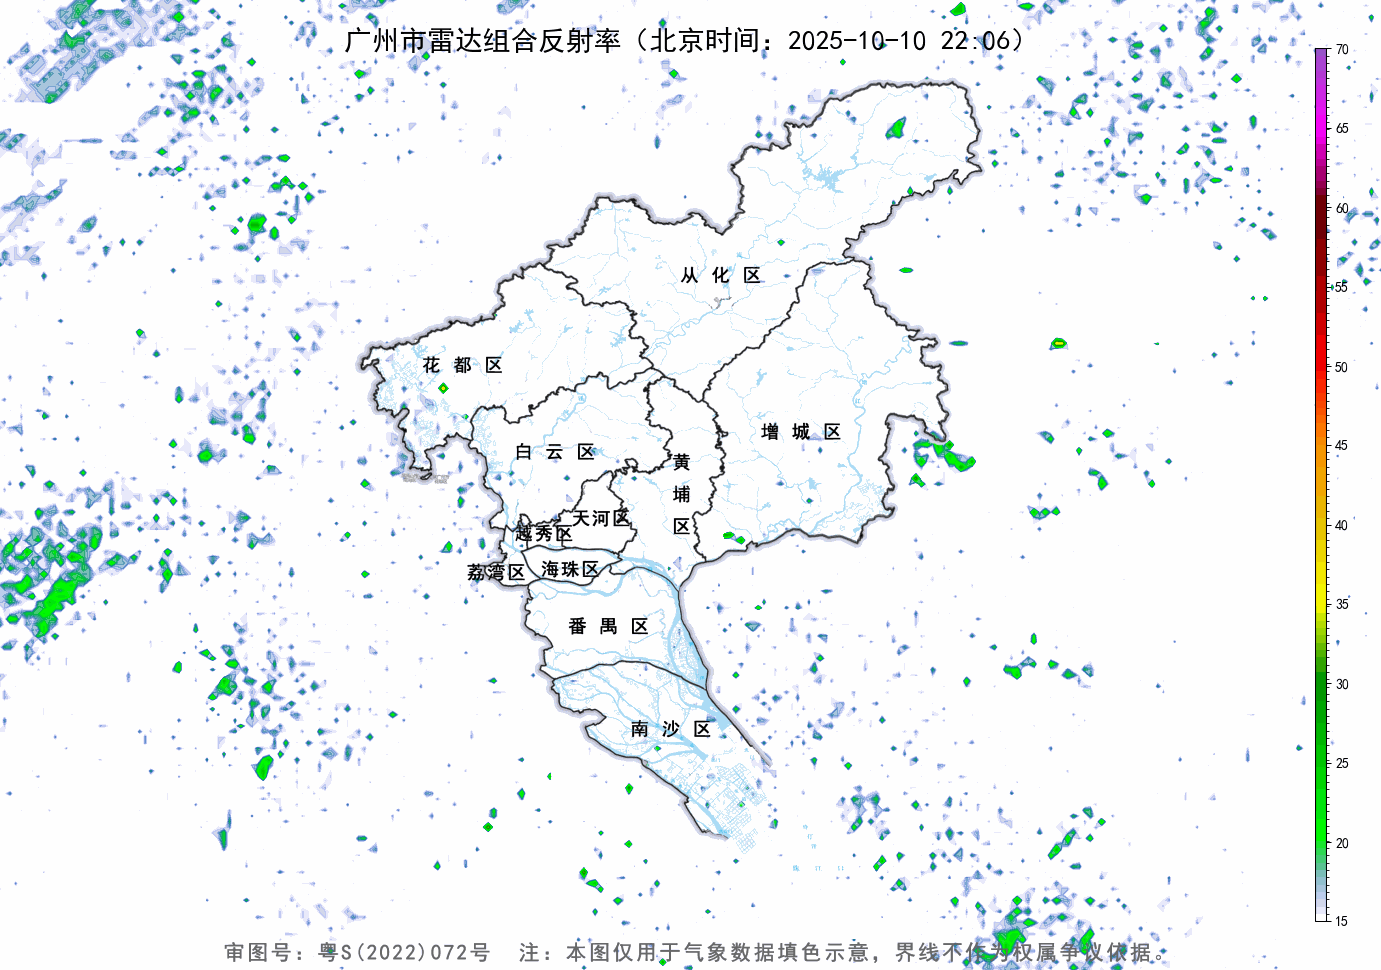 广州市雷达组合反射率（北京时间：2025-10-10 22:06）
70
65
60
55
50
45
40
35
30
25
20
15
从化区
花都区
增城区
白云区
黄埔区
天河区
越秀区
海珠区
荔湾区
番禺区
南沙区
审图号：粤S(2022)072号 注：本图仅用于气象数据填色示意，界线不作为权属争议依据。